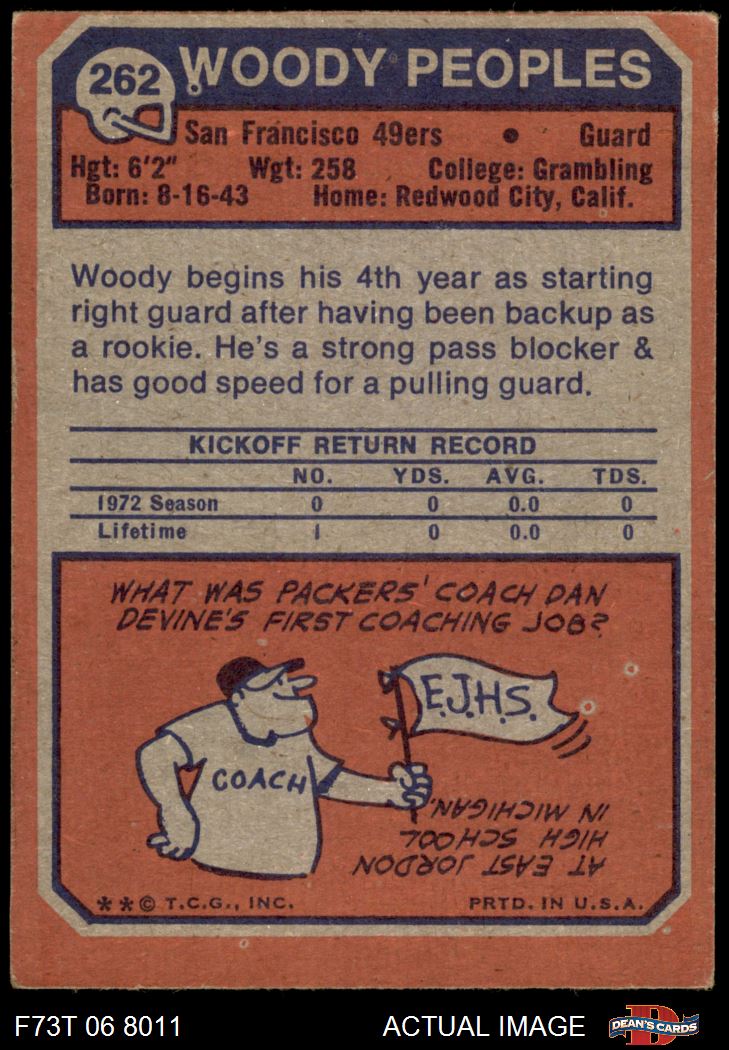 262 WOODY PEOPLES
San Francisco 49ers • Guard
Hgt: 6'2" Wgt: 258 College: Grambling
Born: 8-16-43 Home: Redwood City, Calif.
Woody begins his 4th year as starting
right guard after having been backup as
a rookie. He's a strong pass blocker &
has good speed for a pulling guard.
KICKOFF RETURN RECORD
NO. YDS. AVG. TDS.
1972 Season 0 0 0.0 0
Lifetime 1 0 0.0 0
WHAT WAS PACKERS' COACH DAN
DEVINE'S FIRST COACHING JOB?
E.J.H.S.
COACH
AT EAST JORDON
HIGH SCHOOL
IN MICHIGAN.
**© T.C.G., INC. PRTD. IN U.S.A.
F73T 06 8011 ACTUAL IMAGE D DEAN'S CARDS